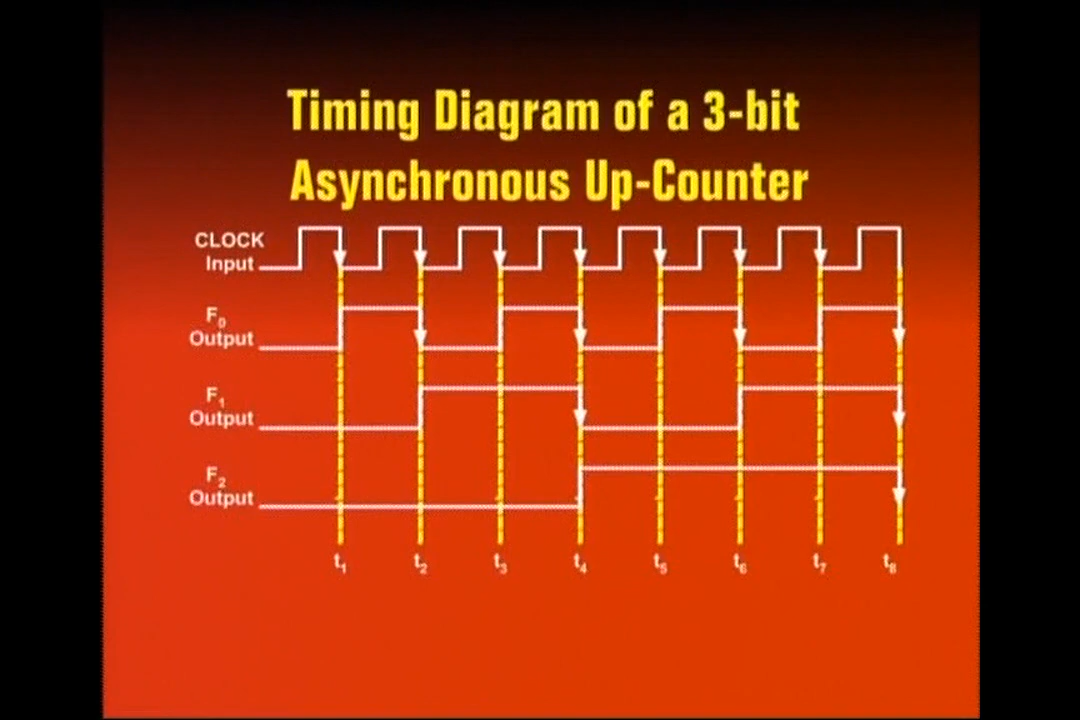 Timing Diagram of a 3-bit
Asynchronous Up-Counter
CLOCK
Input
F₀
Output
F₁
Output
F₂
Output
t₁ t₂ t₃ t₄ t₅ t₆ t₇ t₈